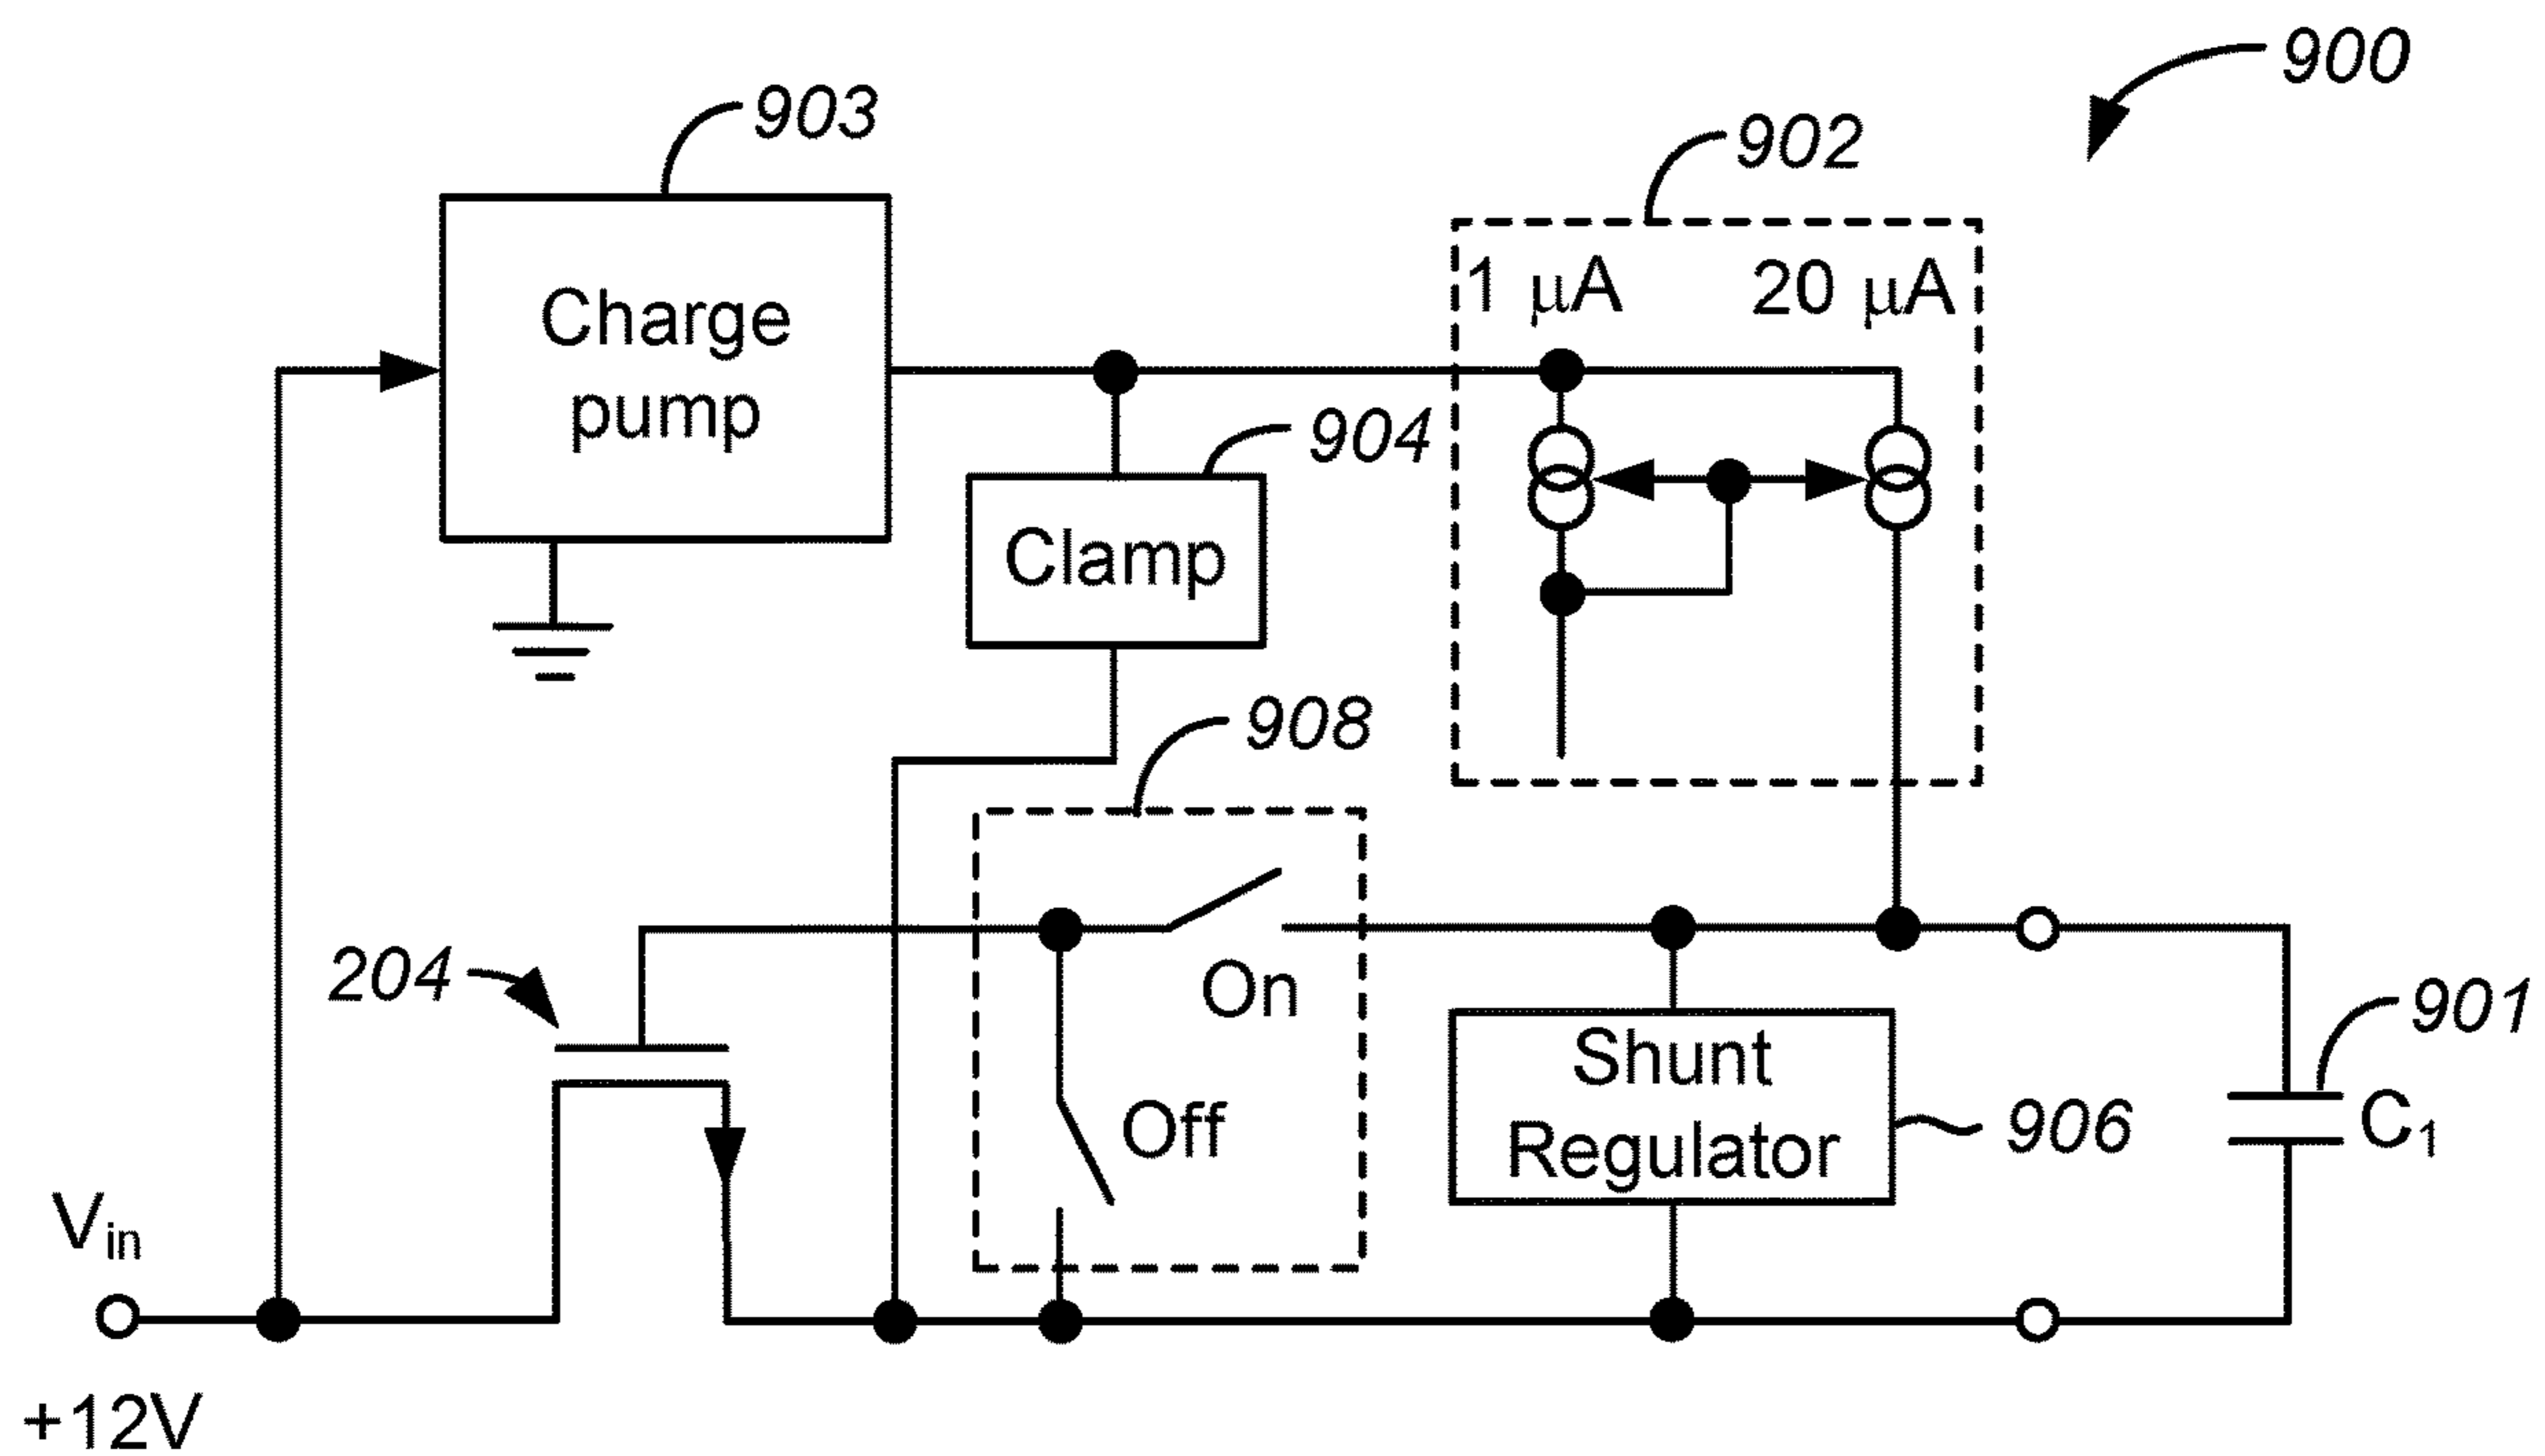 900
903
902
1 μA 20 μA
Charge
pump
904
Clamp
908
204
On
901
Shunt
Regulator
Off
906
C₁
Vᵢₙ
+12V